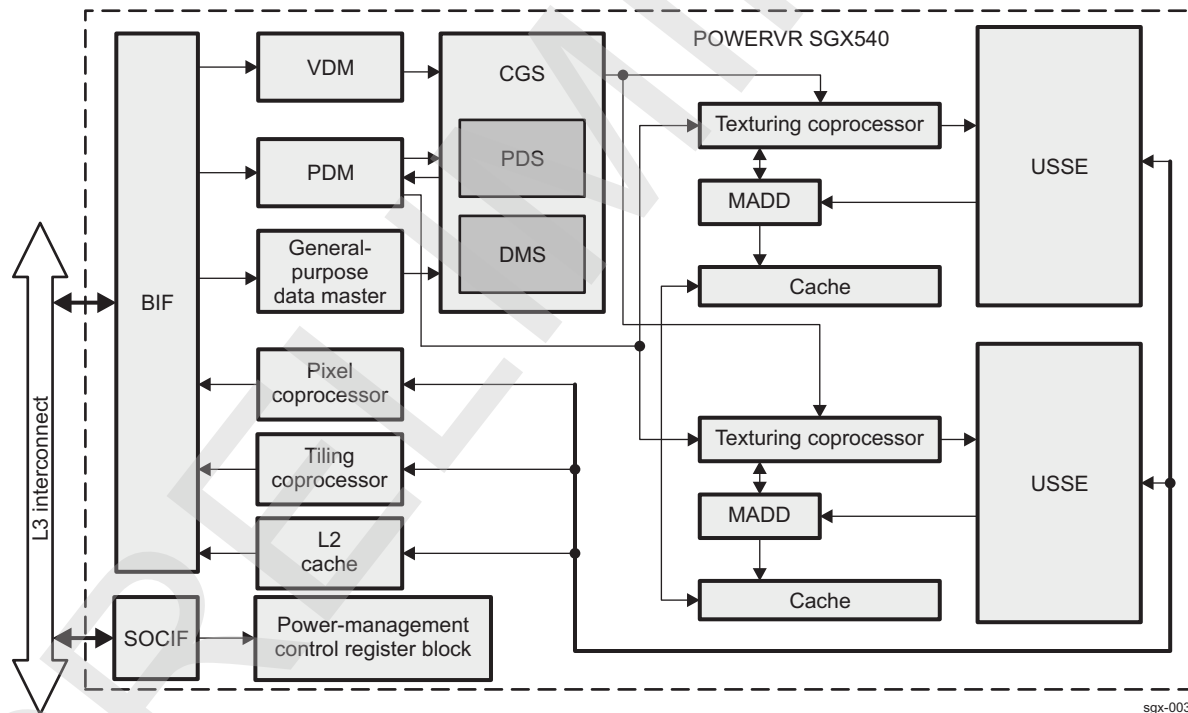 POWERVR SGX540
VDM
CGS
Texturing coprocessor
USSE
PDM
PDS
MADD
General-
purpose
data master
DMS
Cache
BIF
L3 interconnect
Pixel
coprocessor
Tiling
coprocessor
Texturing coprocessor
USSE
L2
cache
MADD
Cache
SOCIF
Power-management
control register block
sgx-003
PRELIMI